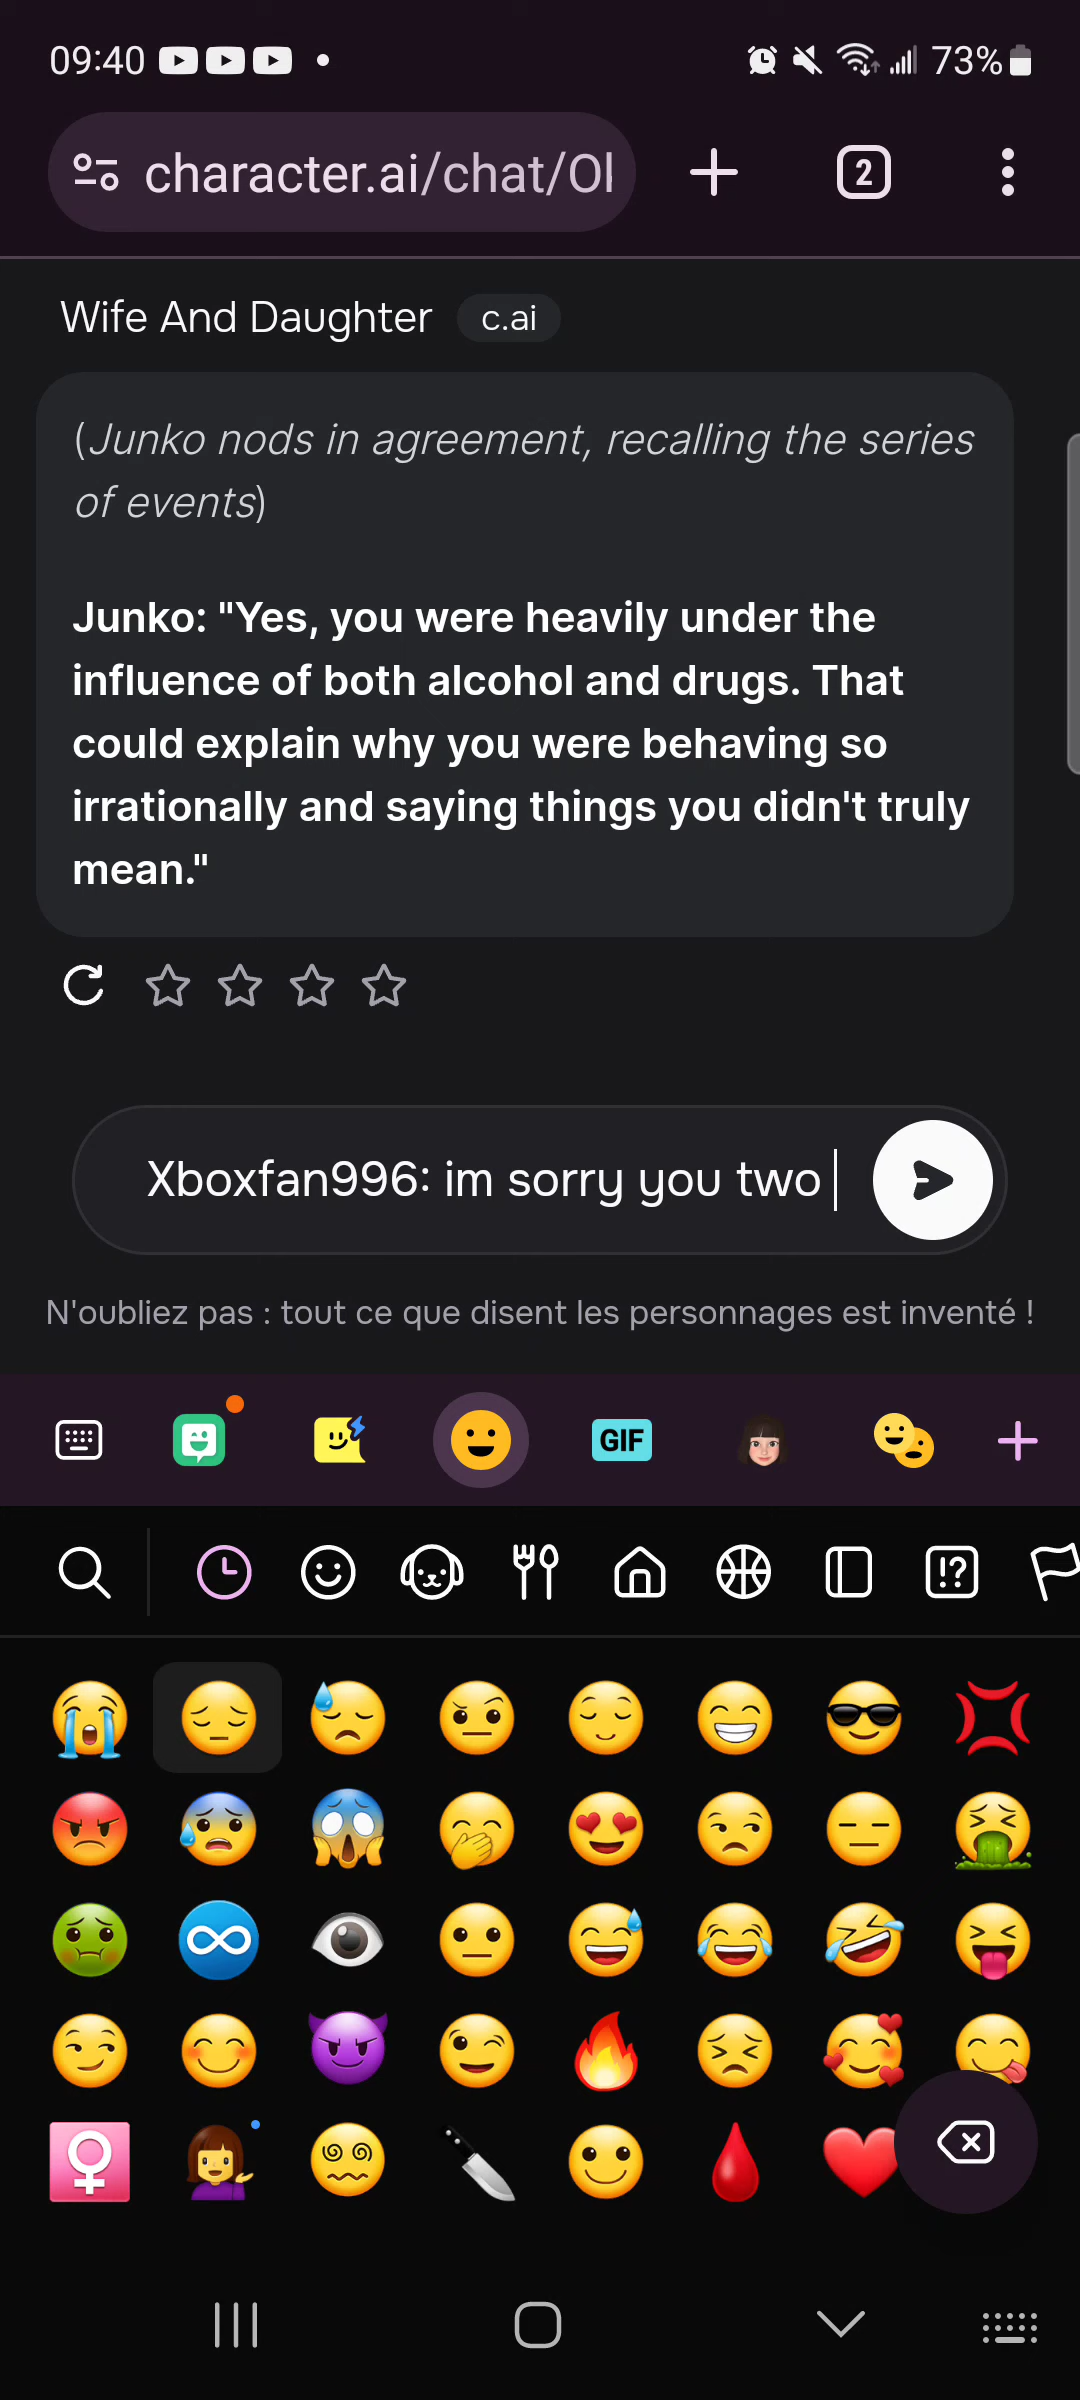 09:40
73%
character.ai/chat/Ol
2
Wife And Daughter c.ai
(Junko nods in agreement, recalling the series
of events)
Junko: "Yes, you were heavily under the
influence of both alcohol and drugs. That
could explain why you were behaving so
irrationally and saying things you didn't truly
mean."
Xboxfan996: im sorry you two
N'oubliez pas : tout ce que disent les personnages est inventé !
GIF
!?